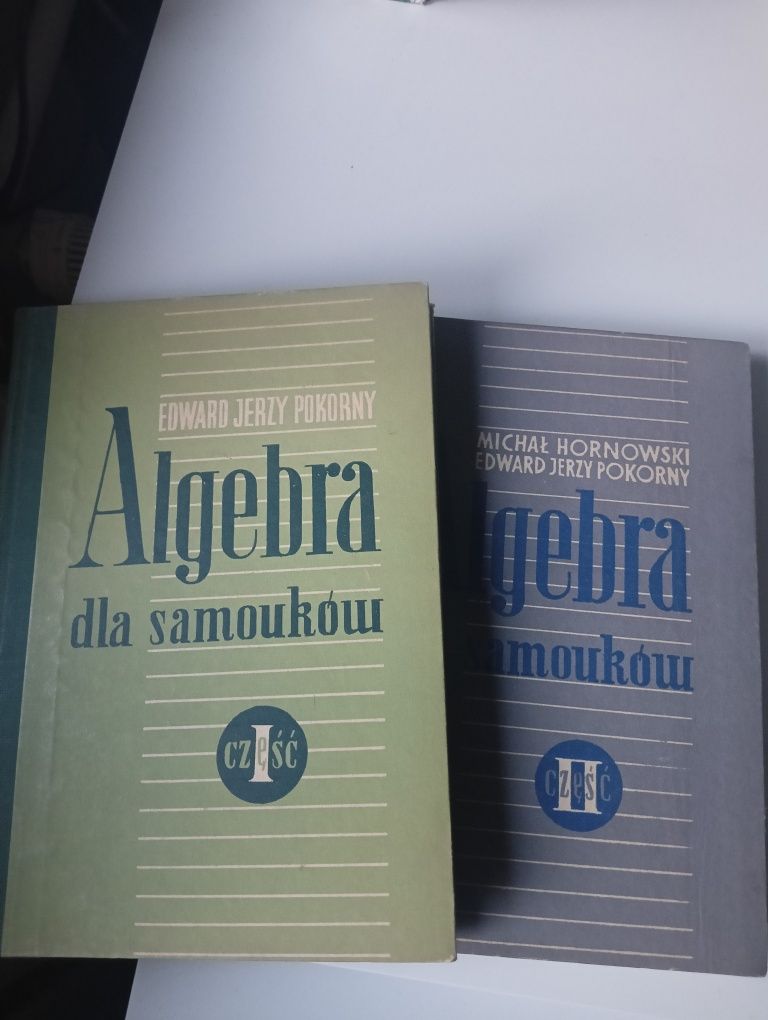 EDWARD JERZY POKORNY
Algebra
dla samouków
część I
MICHAŁ HORNOWSKI
EDWARD JERZY POKORNY
lgebra
samouków
część II